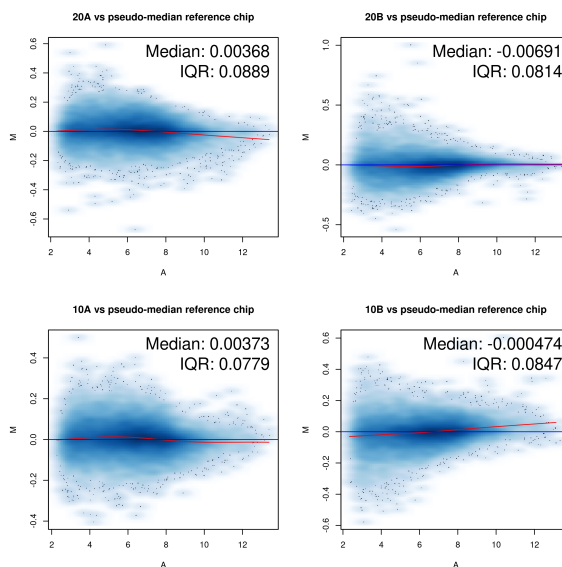 20A vs pseudo-median reference chip
Median: 0.00368
IQR: 0.0889
M
0.6
0.4
0.2
0.0
-0.2
-0.4
-0.6
2 4 6 8 10 12
A
20B vs pseudo-median reference chip
Median: -0.00691
IQR: 0.0814
M
1.0
0.5
0.0
-0.5
2 4 6 8 10 12
A
10A vs pseudo-median reference chip
Median: 0.00373
IQR: 0.0779
M
0.4
0.2
0.0
-0.2
-0.4
2 4 6 8 10 12
A
10B vs pseudo-median reference chip
Median: -0.000474
IQR: 0.0847
M
0.6
0.4
0.2
0.0
-0.2
-0.4
-0.6
2 4 6 8 10 12
A